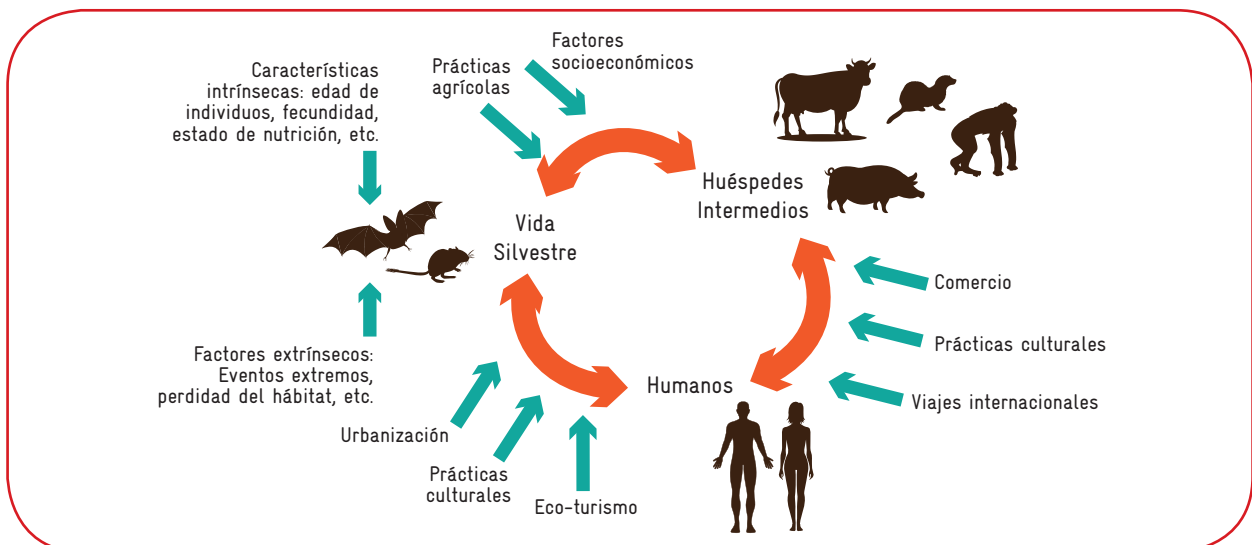 Factores
socioeconómicos
Prácticas
agrícolas
Características
intrínsecas: edad de
individuos, fecundidad,
estado de nutrición, etc.
Huéspedes
Intermedios
Vida
Silvestre
Comercio
Prácticas culturales
Viajes internacionales
Factores extrínsecos:
Eventos extremos,
perdidad del hábitat, etc.
Humanos
Urbanización
Prácticas
culturales
Eco-turismo